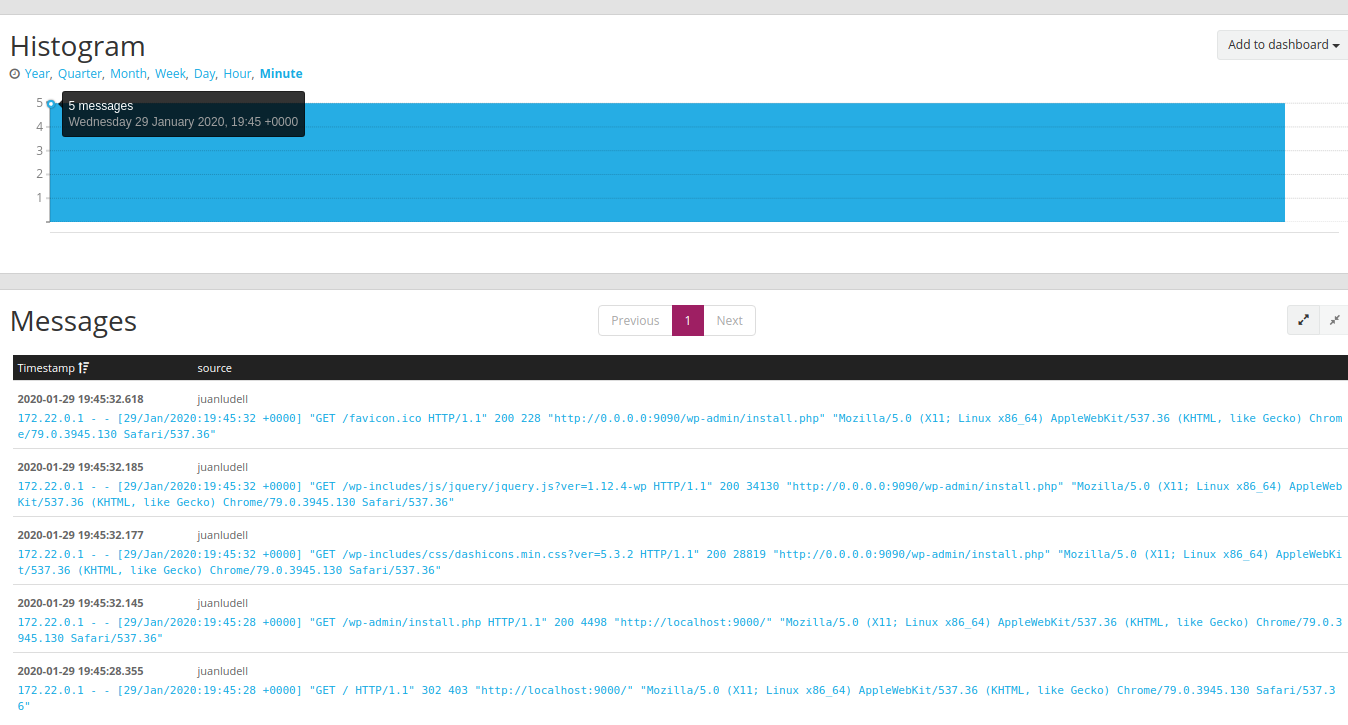 Histogram
Add to dashboard
Year, Quarter, Month, Week, Day, Hour, Minute
5
5 messages
Wednesday 29 January 2020, 19:45 +0000
4
3
2
1
Messages
Previous 1 Next
Timestamp source
2020-01-29 19:45:32.618 juanludell
172.22.0.1 - - [29/Jan/2020:19:45:32 +0000] "GET /favicon.ico HTTP/1.1" 200 228 "http://0.0.0.0:9090/wp-admin/install.php" "Mozilla/5.0 (X11; Linux x86_64) AppleWebKit/537.36 (KHTML, like Gecko) Chrom
e/79.0.3945.130 Safari/537.36"
2020-01-29 19:45:32.185 juanludell
172.22.0.1 - - [29/Jan/2020:19:45:32 +0000] "GET /wp-includes/js/jquery/jquery.js?ver=1.12.4-wp HTTP/1.1" 200 34130 "http://0.0.0.0:9090/wp-admin/install.php" "Mozilla/5.0 (X11; Linux x86_64) AppleWeb
Kit/537.36 (KHTML, like Gecko) Chrome/79.0.3945.130 Safari/537.36"
2020-01-29 19:45:32.177 juanludell
172.22.0.1 - - [29/Jan/2020:19:45:32 +0000] "GET /wp-includes/css/dashicons.min.css?ver=5.3.2 HTTP/1.1" 200 28819 "http://0.0.0.0:9090/wp-admin/install.php" "Mozilla/5.0 (X11; Linux x86_64) AppleWebKi
t/537.36 (KHTML, like Gecko) Chrome/79.0.3945.130 Safari/537.36"
2020-01-29 19:45:32.145 juanludell
172.22.0.1 - - [29/Jan/2020:19:45:28 +0000] "GET /wp-admin/install.php HTTP/1.1" 200 4498 "http://localhost:9000/" "Mozilla/5.0 (X11; Linux x86_64) AppleWebKit/537.36 (KHTML, like Gecko) Chrome/79.0.3
945.130 Safari/537.36"
2020-01-29 19:45:28.355 juanludell
172.22.0.1 - - [29/Jan/2020:19:45:28 +0000] "GET / HTTP/1.1" 302 403 "http://localhost:9000/" "Mozilla/5.0 (X11; Linux x86_64) AppleWebKit/537.36 (KHTML, like Gecko) Chrome/79.0.3945.130 Safari/537.3
6"